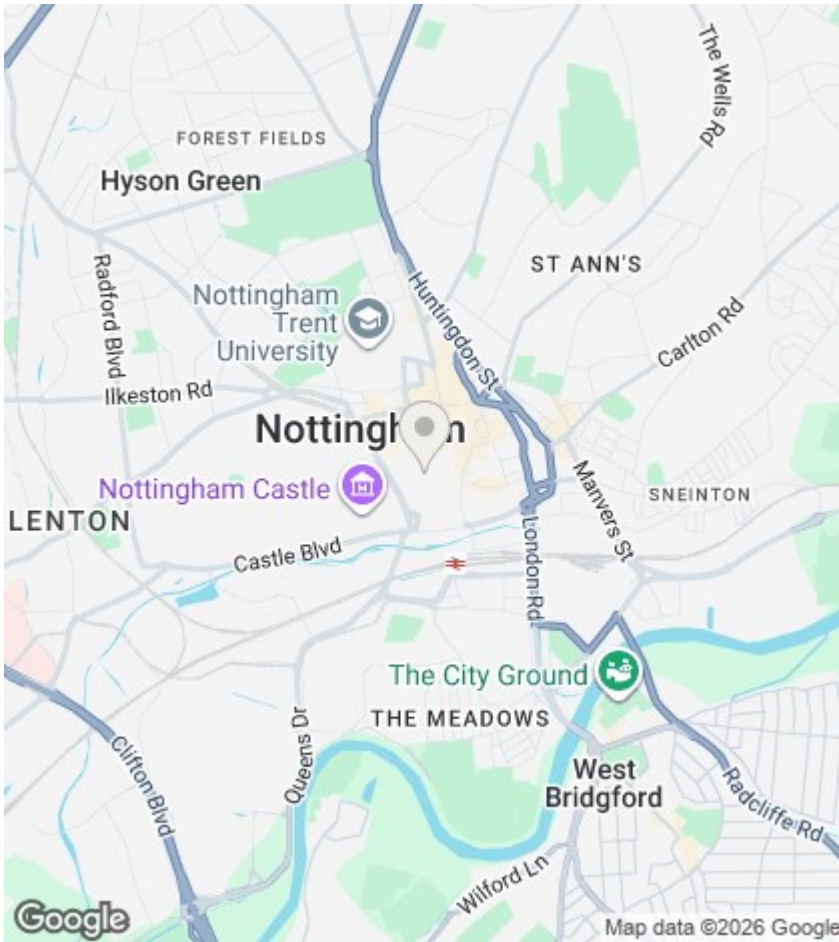 The Wells Rd
FOREST FIELDS
Hyson Green
ST ANN'S
Huntingdon St
Nottingham
Trent
University
Radford Blvd
Carlton Rd
Ilkeston Rd
Nottingham
Nottingham Castle
Manvers St
SNEINTON
LENTON
London Rd
Castle Blvd
The City Ground
THE MEADOWS
Queens Dr
Clifton Blvd
West
Bridgford
Radcliffe Rd
Wilford Ln
Google
Map data ©2026 Google